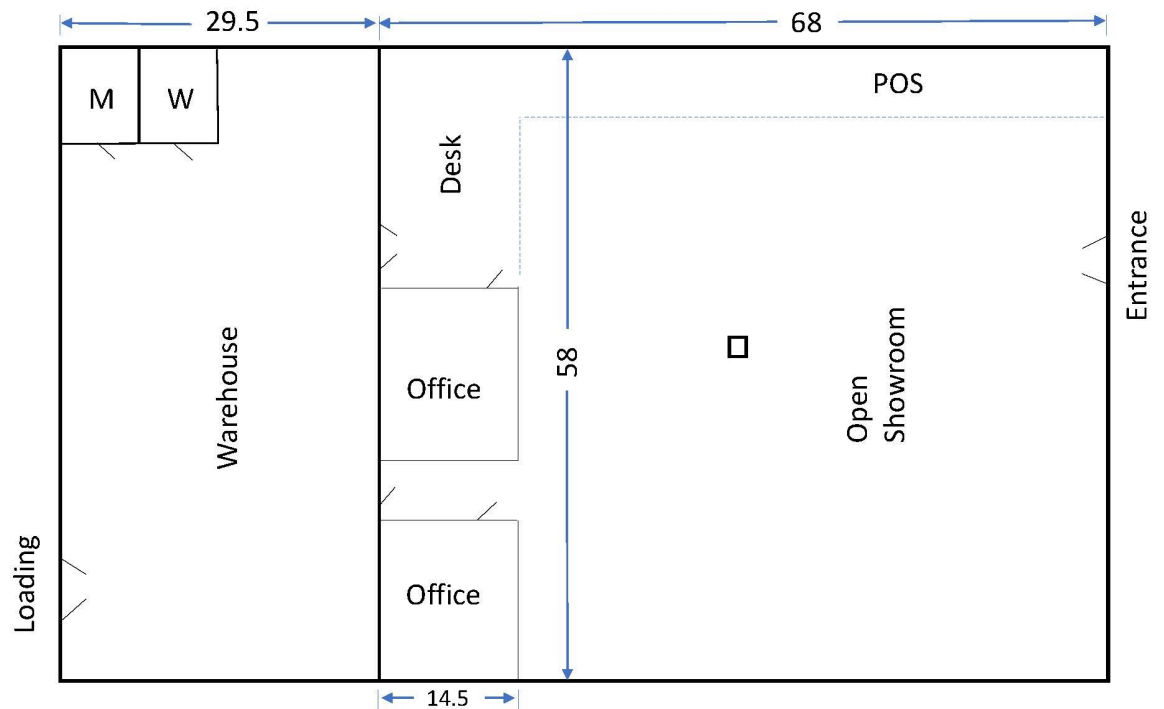 29.5
68
M
W
POS
Desk
Entrance
Warehouse
58
Office
Open
Showroom
Loading
Office
14.5